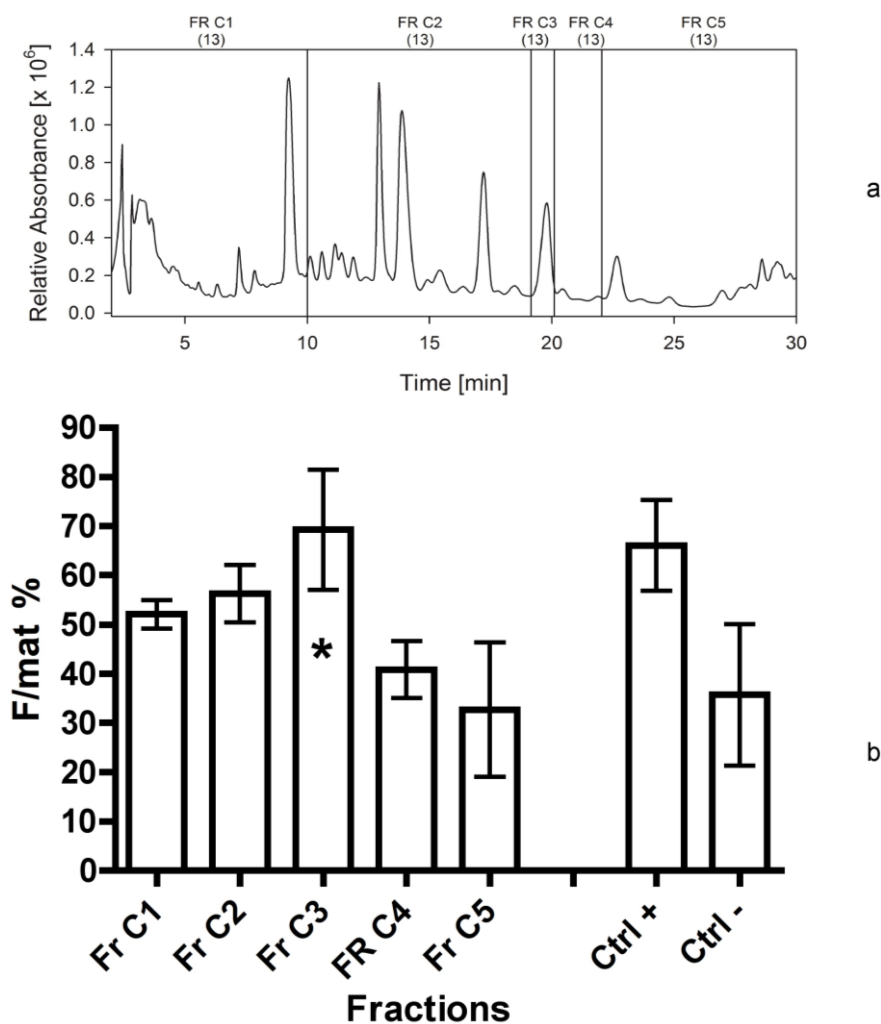 FR C1 FR C2 FR C3 FR C4 FR C5
(13) (13) (13) (13) (13)
Relative Absorbance [x 10⁶]
1.4
1.2
1.0
0.8
0.6
0.4
0.2
0.0
5 10 15 20 25 30
Time [min]
a
F/mat %
90
80
70
60
50
40
30
20
10
0
*
Fr C1 Fr C2 Fr C3 FR C4 Fr C5 Ctrl + Ctrl -
Fractions
b